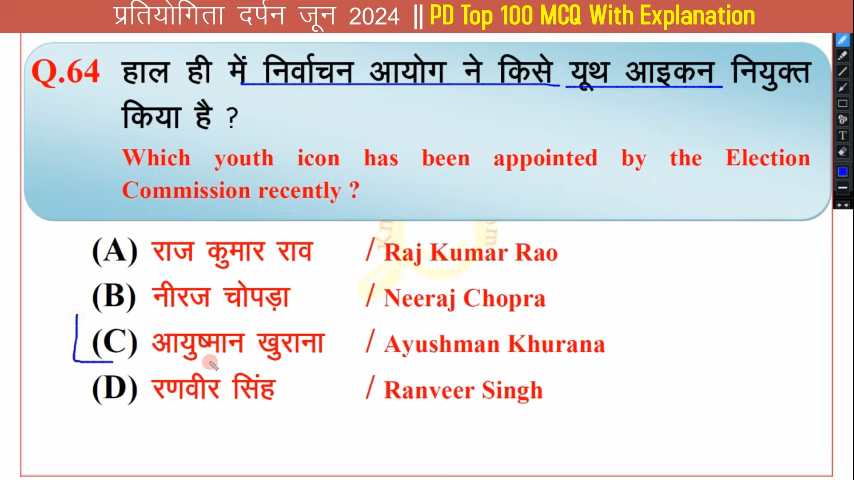 प्रतियोगिता दर्पन जून 2024 || PD Top 100 MCQ With Explanation
Q.64 हाल ही में निर्वाचन आयोग ने किसे यूथ आइकन नियुक्त
किया है ?
Which youth icon has been appointed by the Election
Commission recently ?
(A) राज कुमार राव / Raj Kumar Rao
(B) नीरज चोपड़ा / Neeraj Chopra
(C) आयुष्मान खुराना / Ayushman Khurana
(D) रणवीर सिंह / Ranveer Singh